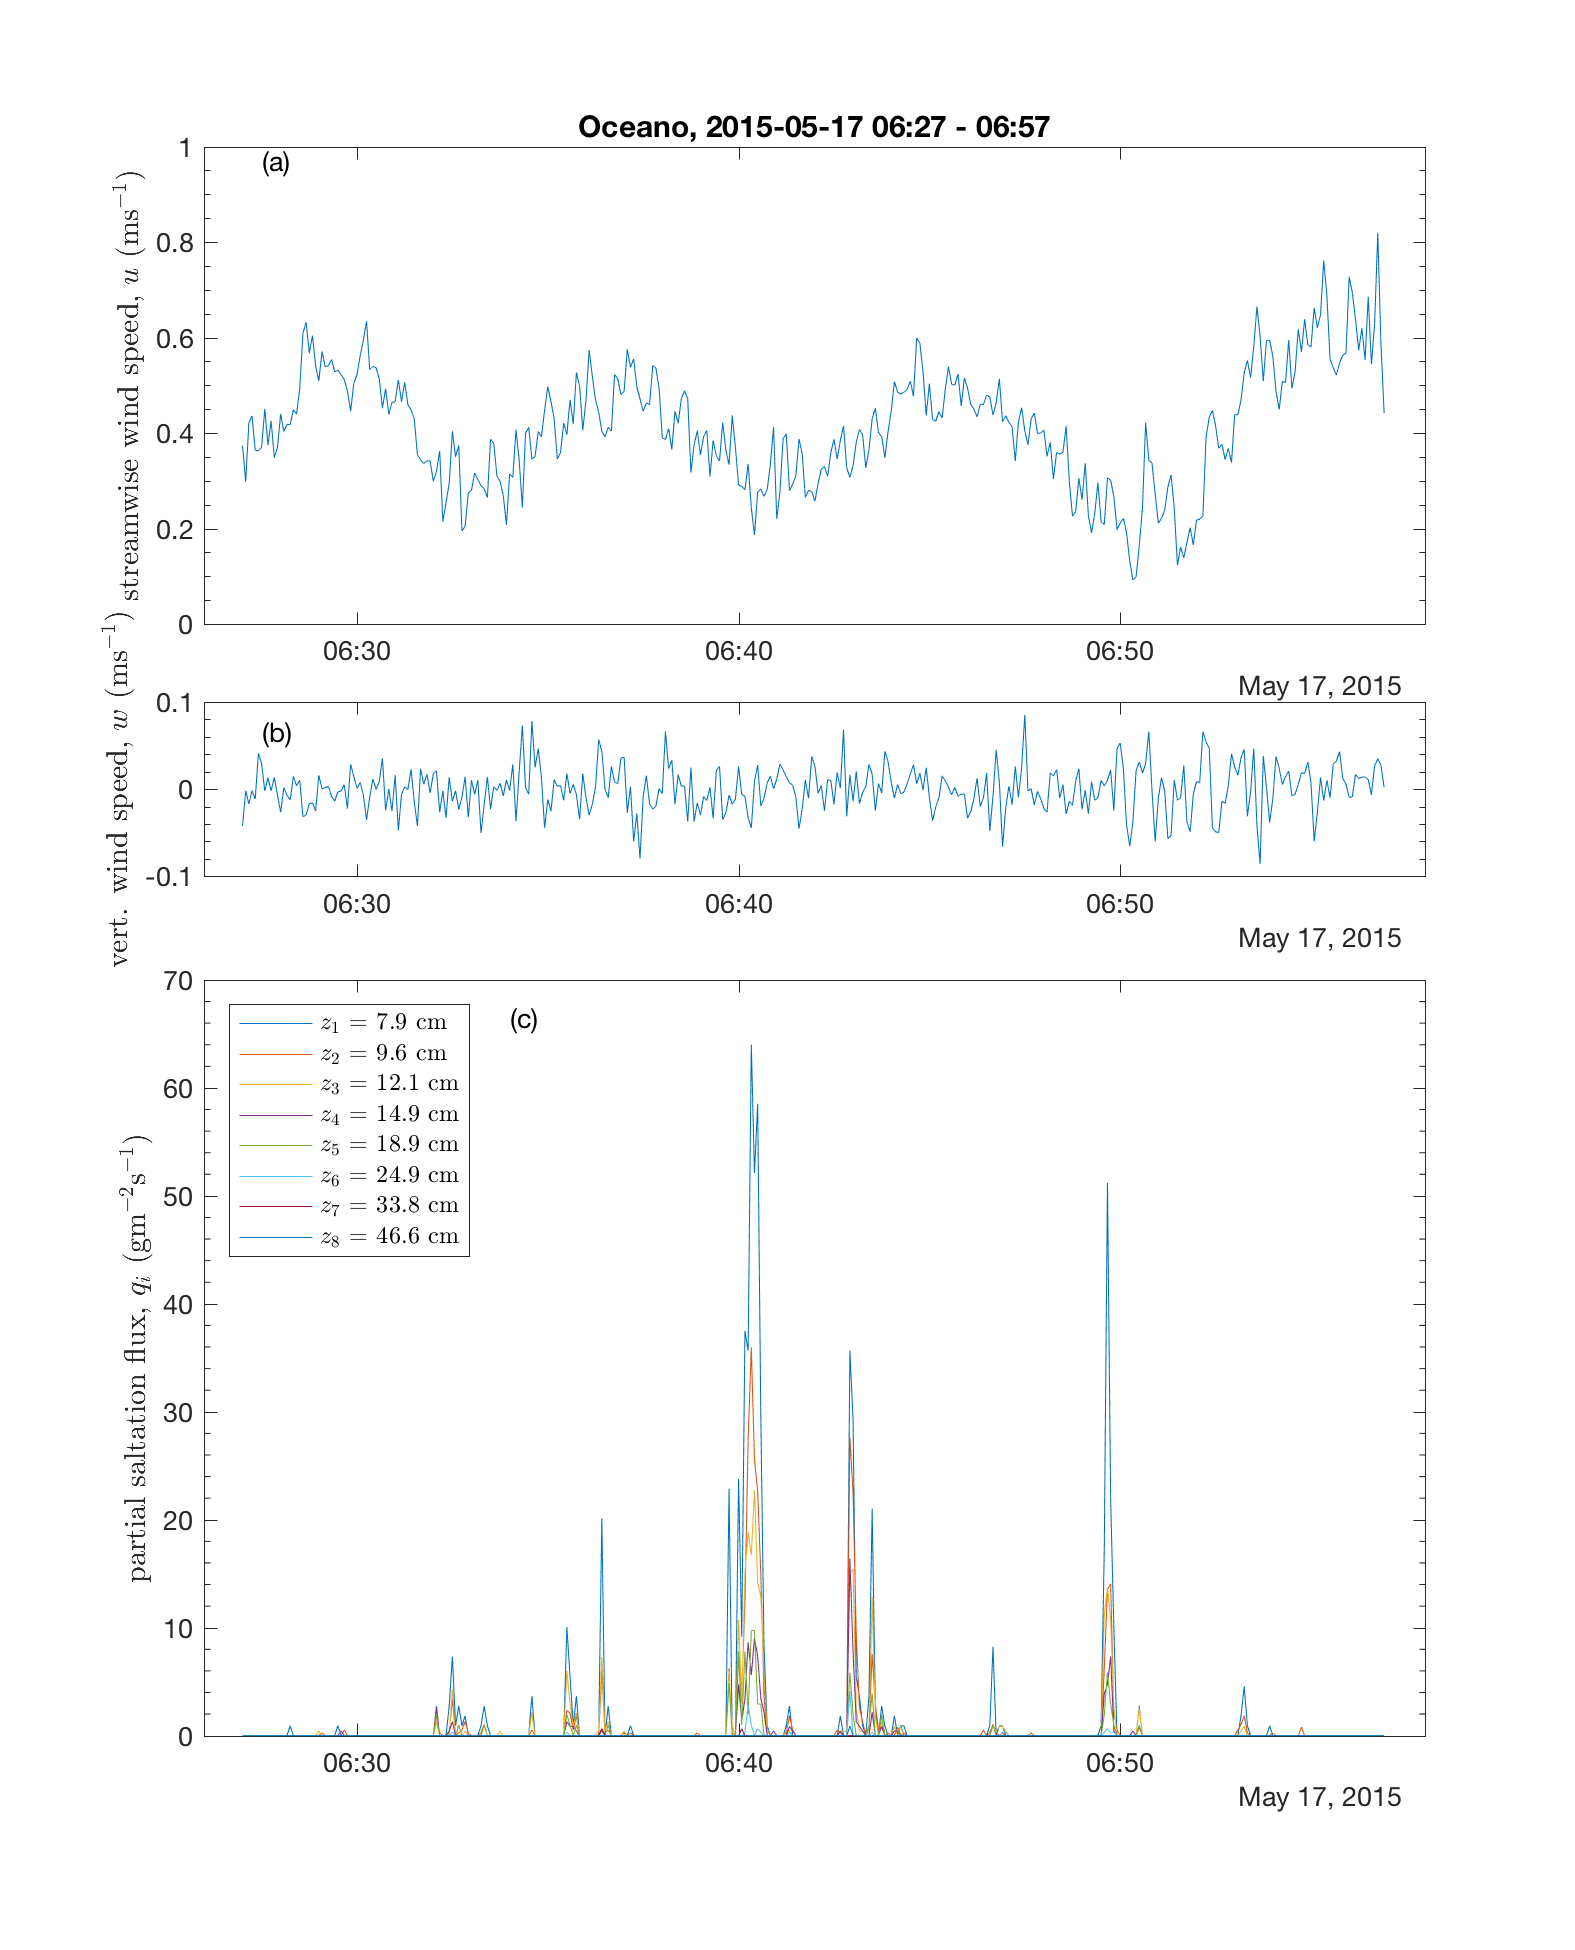 Oceano, 2015-05-17 06:27 - 06:57
(a)
streamwise wind speed, u (ms⁻¹)
1
0.8
0.6
0.4
0.2
0
06:30 06:40 06:50
May 17, 2015
(b)
vert. wind speed, w (ms⁻¹)
0.1
0
-0.1
06:30 06:40 06:50
May 17, 2015
(c)
partial saltation flux, qᵢ (gm⁻²s⁻¹)
70
60
50
40
30
20
10
0
z₁ = 7.9 cm
z₂ = 9.6 cm
z₃ = 12.1 cm
z₄ = 14.9 cm
z₅ = 18.9 cm
z₆ = 24.9 cm
z₇ = 33.8 cm
z₈ = 46.6 cm
06:30 06:40 06:50
May 17, 2015